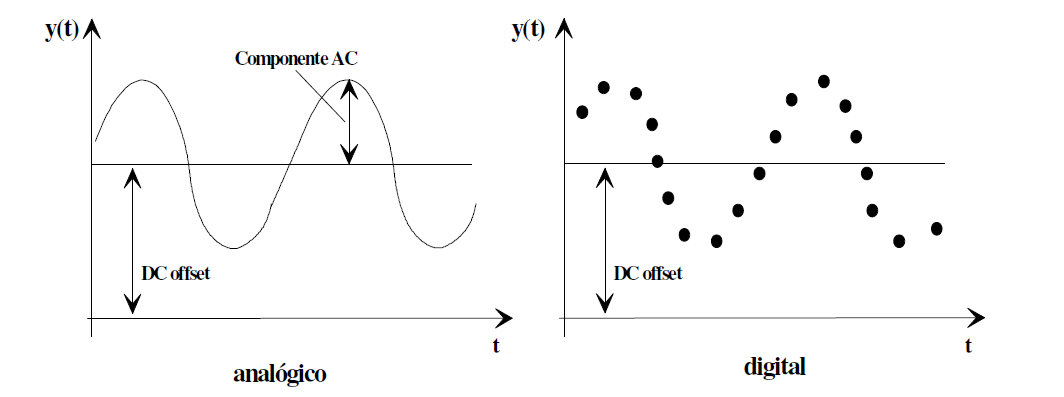 y(t)
Componente AC
DC offset
t
analógico
y(t)
DC offset
t
digital